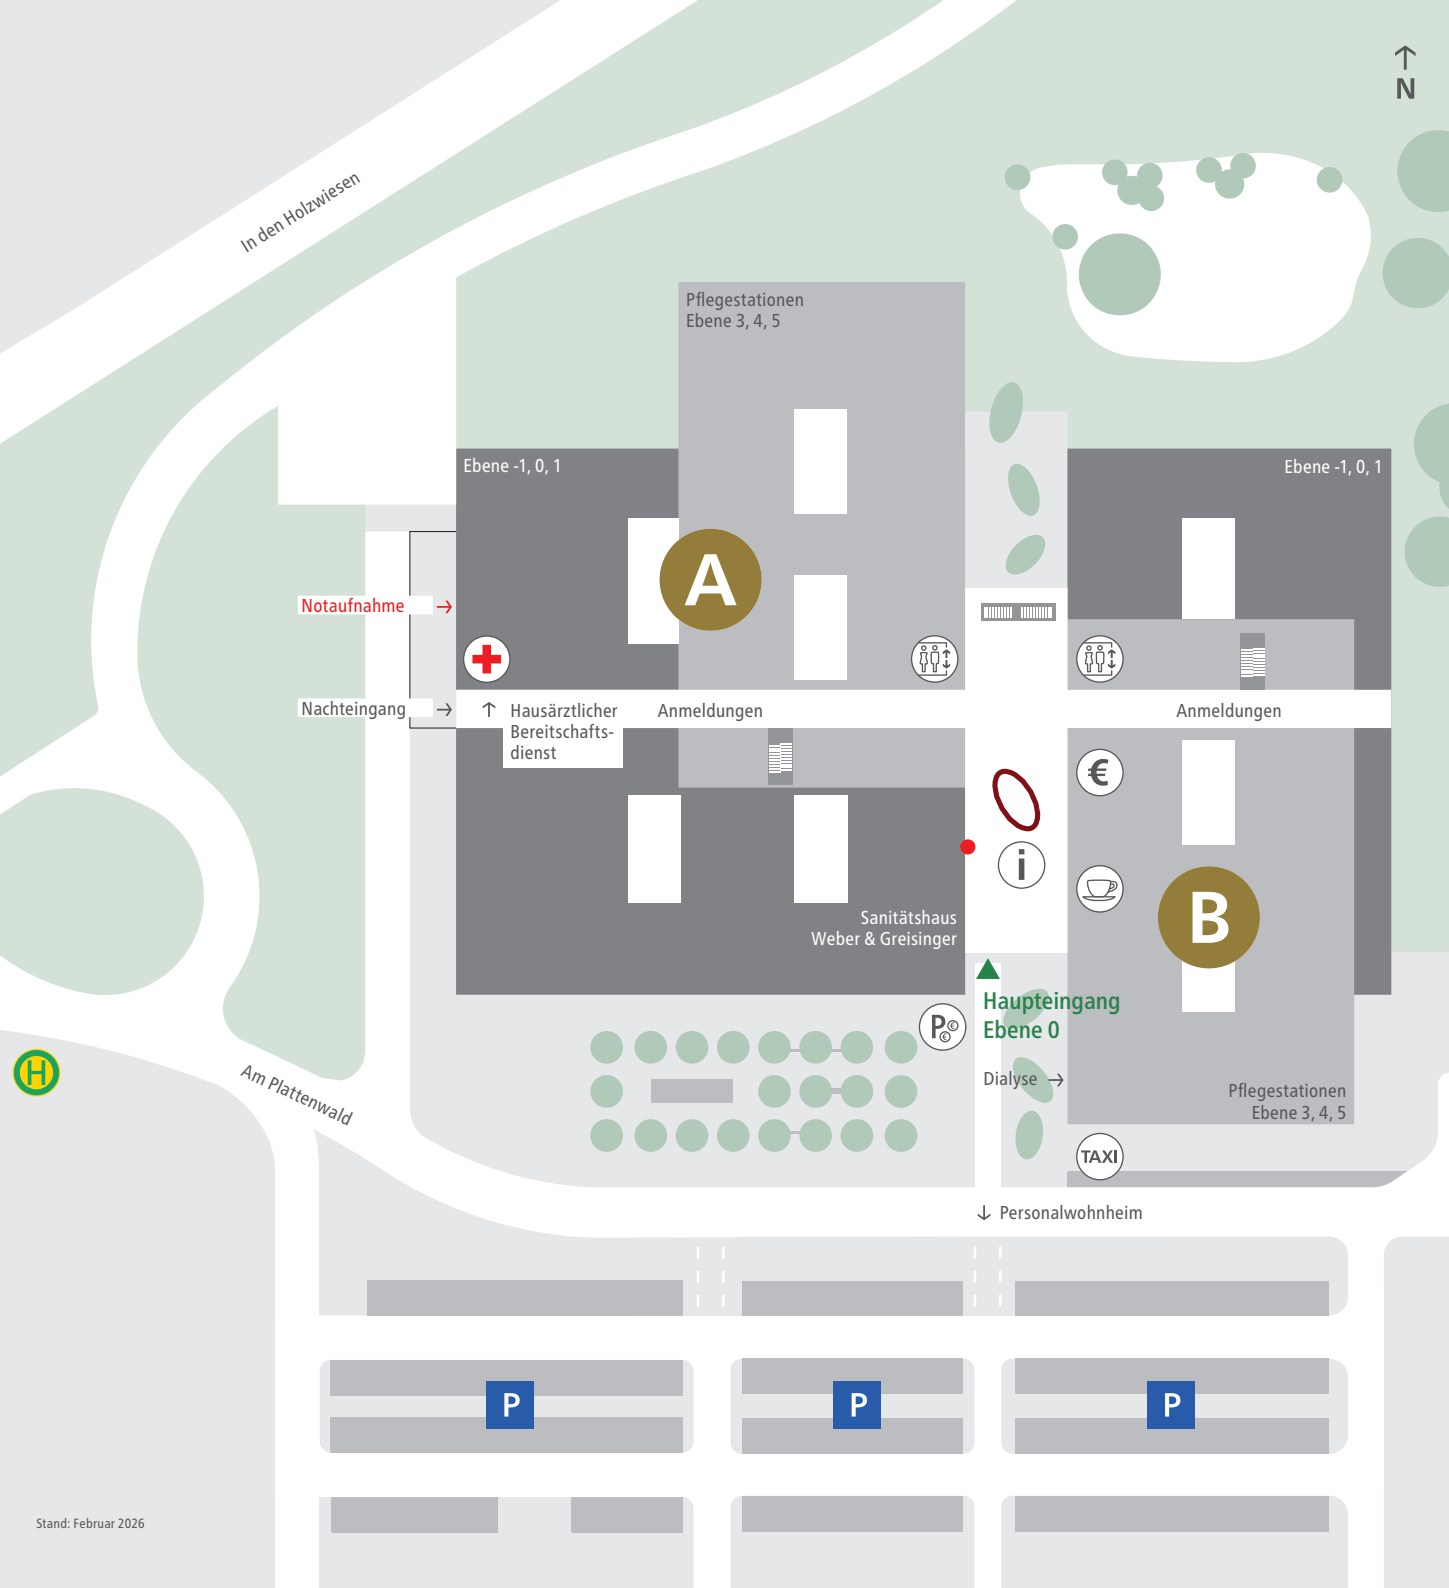 N
In den Holzwiesen
Pflegestationen
Ebene 3, 4, 5
Ebene -1, 0, 1
Ebene -1, 0, 1
A
Notaufnahme
Nachteingang
Hausärztlicher
Bereitschafts-
dienst
Anmeldungen
Anmeldungen
€
i
B
Sanitätshaus
Weber & Greisinger
Haupteingang
Ebene 0
P€€
H
Am Plattenwald
Dialyse
Pflegestationen
Ebene 3, 4, 5
TAXI
Personalwohnheim
P
P
P
Stand: Februar 2026